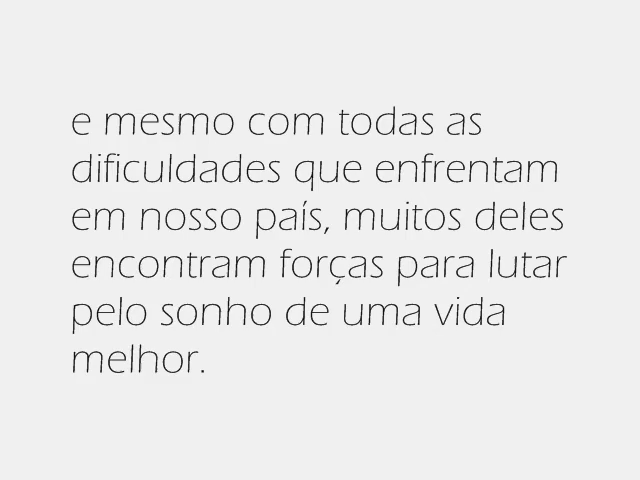 e mesmo com todas as
dificuldades que enfrentam
em nosso país, muitos deles
encontram forças para lutar
pelo sonho de uma vida
melhor.